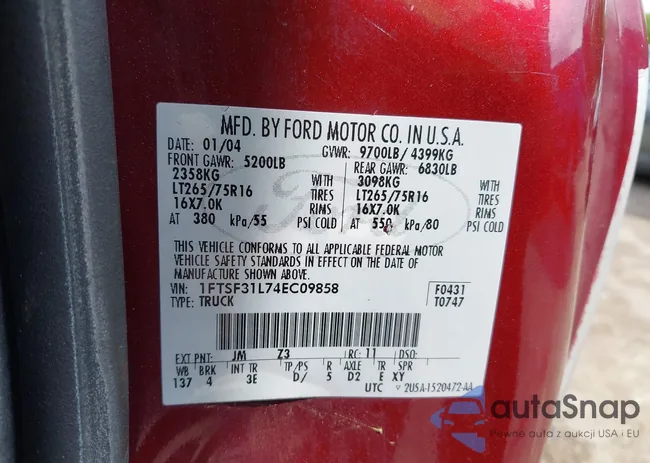 MFD. BY FORD MOTOR CO. IN U.S.A.
DATE: 01/04 GVWR: 9700LB/ 4399KG
FRONT GAWR: 5200LB REAR GAWR: 6830LB
2358KG WITH 3098KG WITH
LT265/75R16 TIRES LT265/75R16 TIRES
16X7.0K RIMS 16X7.0K RIMS
AT 380 kPa/55 PSI COLD AT 550 kPa/80 PSI COLD
THIS VEHICLE CONFORMS TO ALL APPLICABLE FEDERAL MOTOR
VEHICLE SAFETY STANDARDS IN EFFECT ON THE DATE OF
MANUFACTURE SHOWN ABOVE.
VIN: 1FTSF31L74EC09858 F0431
TYPE: TRUCK T0747
EXT PNT: JM Z3 RC: 11 DSO:
WB BRK INT TR TP/PS R AXLE TR SPR
137 4 3E D/ 5 D2 E XY
UTC 2U5A-1520472-AA
Ford
autaSnap
Pewne auta z aukcji USA i EU